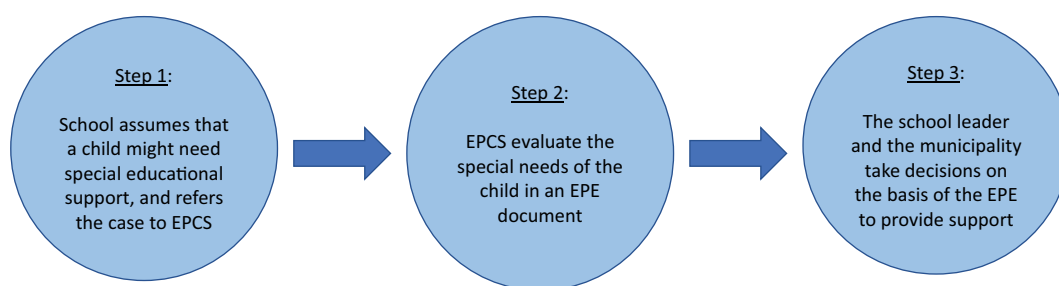 Step 1:
School assumes that
a child might need
special educational
support, and refers
the case to EPCS
Step 2:
EPCS evaluate the
special needs of the
child in an EPE
document
Step 3:
The school leader
and the municipality
take decisions on
the basis of the EPE
to provide support